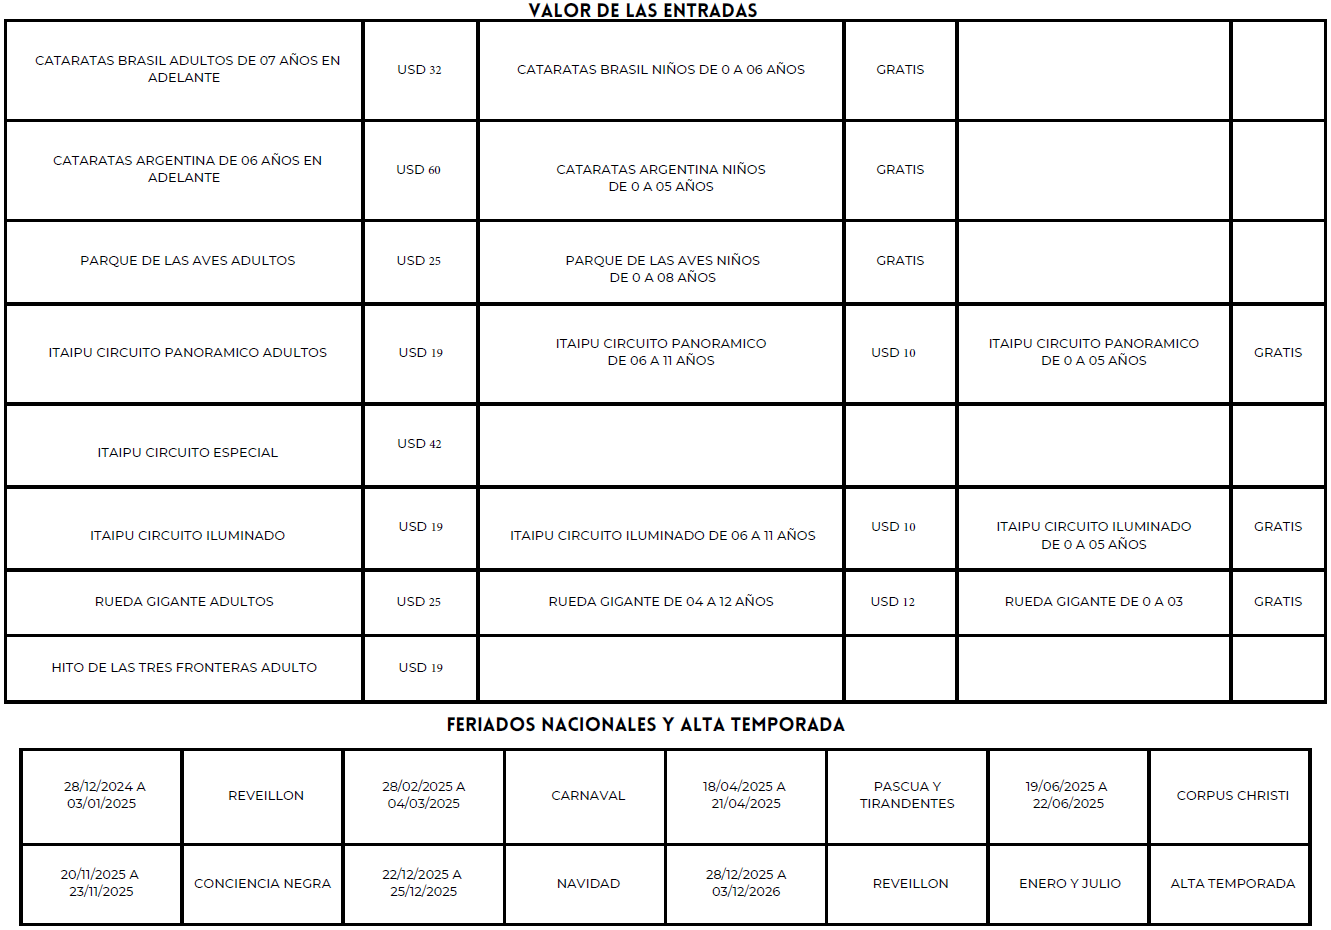 VALOR DE LAS ENTRADAS
CATARATAS BRASIL ADULTOS DE 07 AÑOS EN
ADELANTE
USD 32
CATARATAS BRASIL NIÑOS DE 0 A 06 AÑOS
GRATIS
CATARATAS ARGENTINA DE 06 AÑOS EN
ADELANTE
USD 60
CATARATAS ARGENTINA NIÑOS
DE 0 A 05 AÑOS
GRATIS
PARQUE DE LAS AVES ADULTOS
USD 25
PARQUE DE LAS AVES NIÑOS
DE 0 A 08 AÑOS
GRATIS
ITAIPU CIRCUITO PANORAMICO ADULTOS
USD 19
ITAIPU CIRCUITO PANORAMICO
DE 06 A 11 AÑOS
USD 10
ITAIPU CIRCUITO PANORAMICO
DE 0 A 05 AÑOS
GRATIS
ITAIPU CIRCUITO ESPECIAL
USD 42
ITAIPU CIRCUITO ILUMINADO
USD 19
ITAIPU CIRCUITO ILUMINADO DE 06 A 11 AÑOS
USD 10
ITAIPU CIRCUITO ILUMINADO
DE 0 A 05 AÑOS
GRATIS
RUEDA GIGANTE ADULTOS
USD 25
RUEDA GIGANTE DE 04 A 12 AÑOS
USD 12
RUEDA GIGANTE DE 0 A 03
GRATIS
HITO DE LAS TRES FRONTERAS ADULTO
USD 19
FERIADOS NACIONALES Y ALTA TEMPORADA
28/12/2024 A
03/01/2025
REVEILLON
28/02/2025 A
04/03/2025
CARNAVAL
18/04/2025 A
21/04/2025
PASCUA Y
TIRANDENTES
19/06/2025 A
22/06/2025
CORPUS CHRISTI
20/11/2025 A
23/11/2025
CONCIENCIA NEGRA
22/12/2025 A
25/12/2025
NAVIDAD
28/12/2025 A
03/12/2026
REVEILLON
ENERO Y JULIO
ALTA TEMPORADA